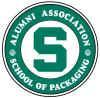 ALUMNI ASSOCIATION
S
SCHOOL OF PACKAGING